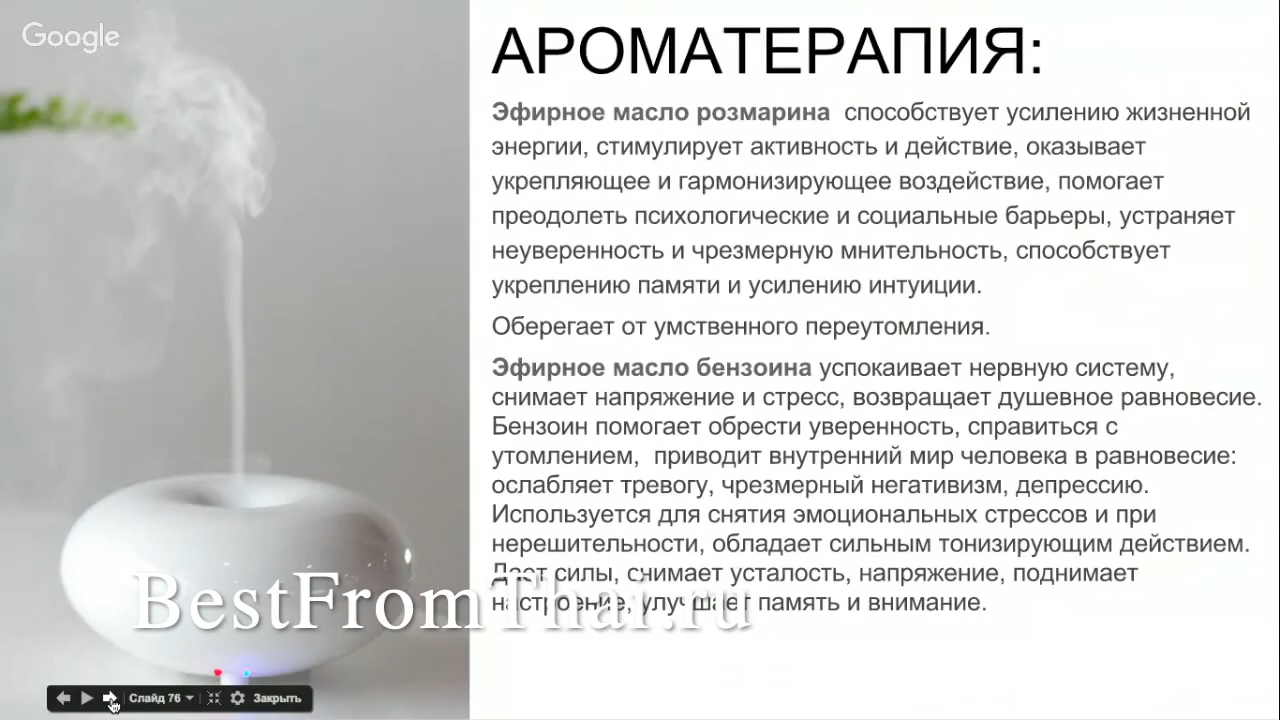 Google
АРОМАТЕРАПИЯ:
Эфирное масло розмарина способствует усилению жизненной
энергии, стимулирует активность и действие, оказывает
укрепляющее и гармонизирующее воздействие, помогает
преодолеть психологические и социальные барьеры, устраняет
неуверенность и чрезмерную мнительность, способствует
укреплению памяти и усилению интуиции.
Оберегает от умственного переутомления.
Эфирное масло бензоина успокаивает нервную систему,
снимает напряжение и стресс, возвращает душевное равновесие.
Бензоин помогает обрести уверенность, справиться с
утомлением, приводит внутренний мир человека в равновесие:
ослабляет тревогу, чрезмерный негативизм, депрессию.
Используется для снятия эмоциональных стрессов и при
нерешительности, обладает сильным тонизирующим действием.
Дает силы, снимает усталость, напряжение, поднимает
настроение, улучшает память и внимание.
BestFromThai.ru
Слайд 76 Закрыть